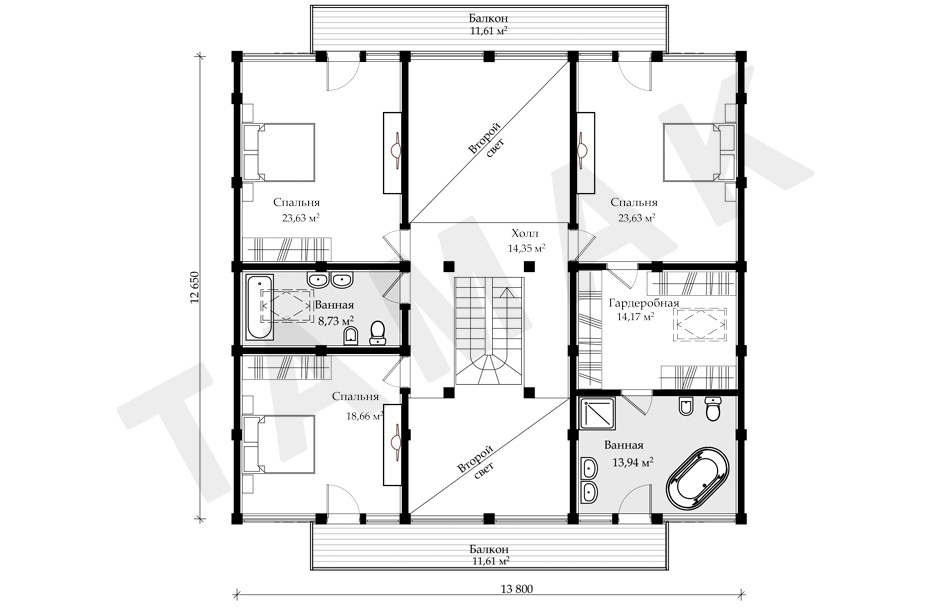 Балкон
11,61 м²
Второй
свет
Спальня
23,63 м²
Спальня
23,63 м²
Холл
14,35 м²
12 650
Ванная
8,73 м²
Гардеробная
14,17 м²
Спальня
18,66 м²
Второй
свет
Ванная
13,94 м²
Балкон
11,61 м²
13 800
TAMAK